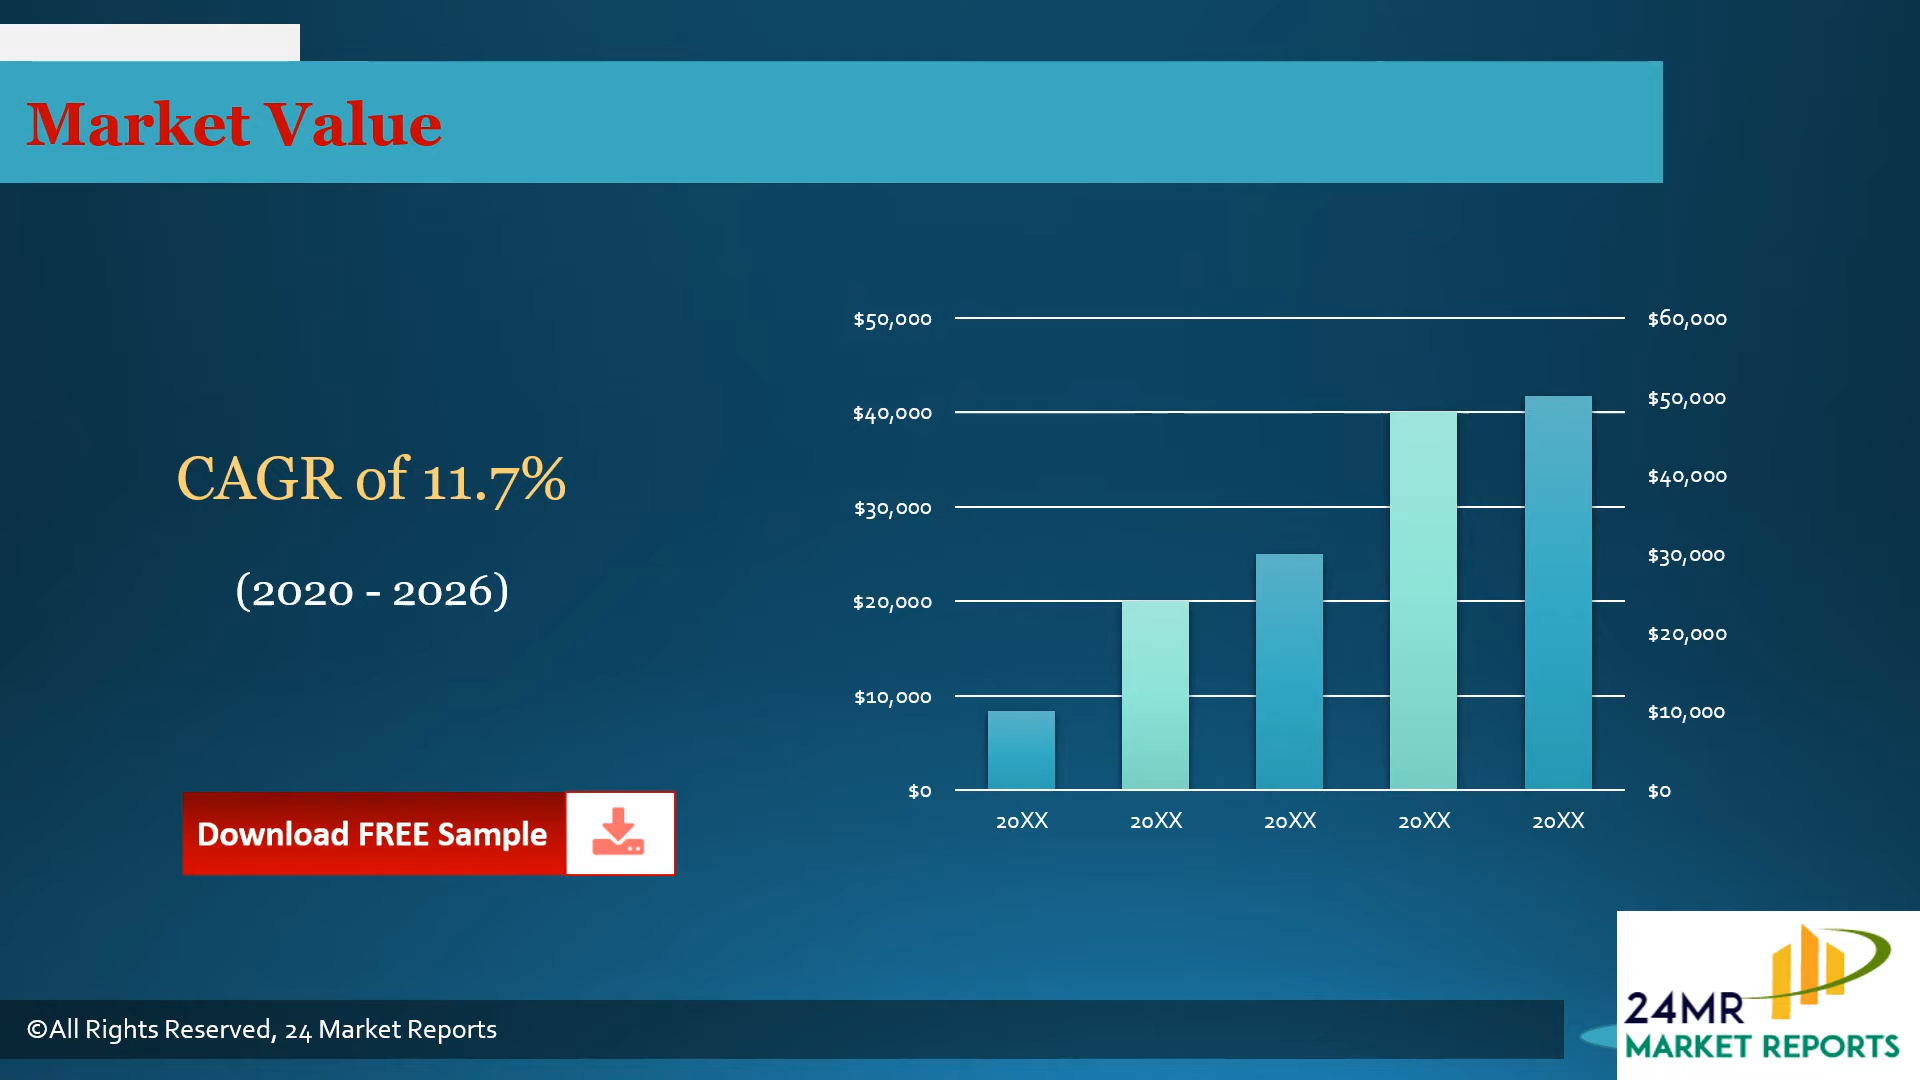 Market Value
CAGR of 11.7%
(2020 - 2026)
Download FREE Sample
$50,000
$40,000
$30,000
$20,000
$10,000
$0
$60,000
$50,000
$40,000
$30,000
$20,000
$10,000
$0
20XX 20XX 20XX 20XX 20XX
©All Rights Reserved, 24 Market Reports
24MR
MARKET REPORTS